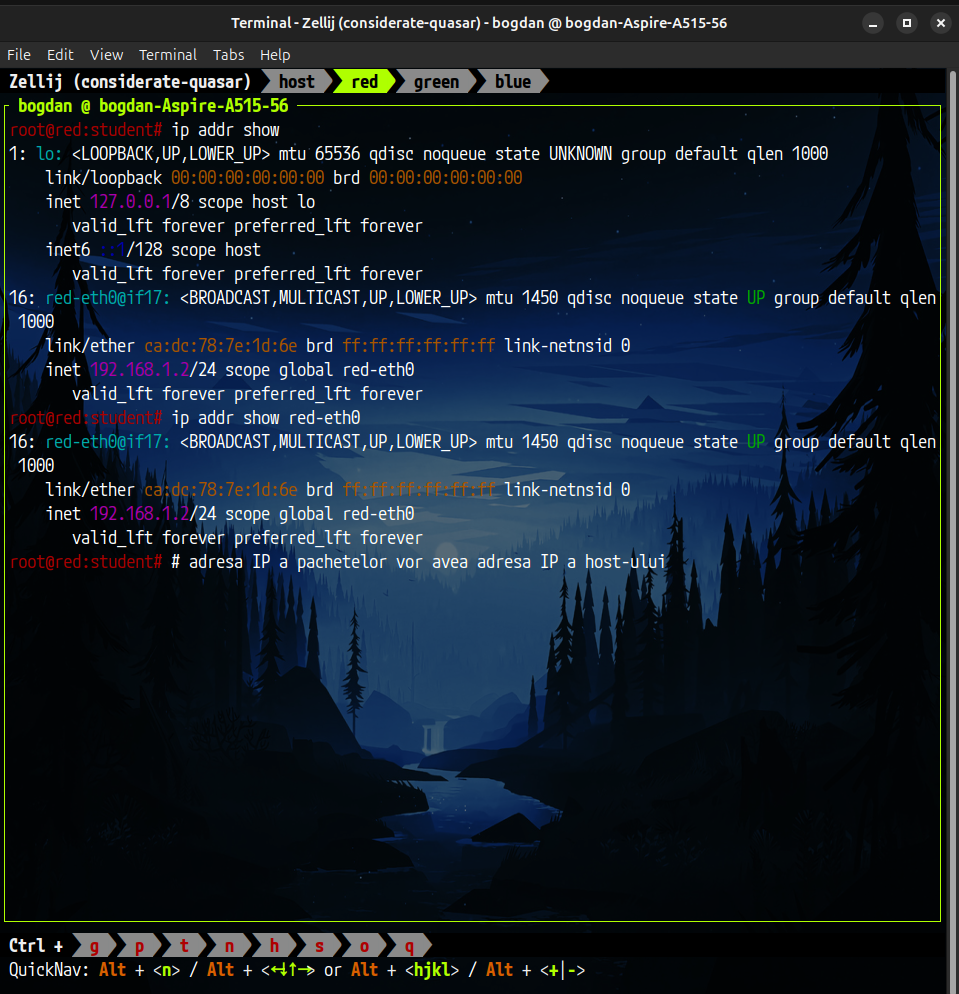 Terminal - Zellij (considerate-quasar) - bogdan @ bogdan-Aspire-A515-56
File Edit View Terminal Tabs Help
Zellij (considerate-quasar) host red green blue
bogdan @ bogdan-Aspire-A515-56
root@red:student# ip addr show
1: lo: <LOOPBACK,UP,LOWER_UP> mtu 65536 qdisc noqueue state UNKNOWN group default qlen 1000
link/loopback 00:00:00:00:00:00 brd 00:00:00:00:00:00
inet 127.0.0.1/8 scope host lo
valid_lft forever preferred_lft forever
inet6 ::1/128 scope host
valid_lft forever preferred_lft forever
16: red-eth0@if17: <BROADCAST,MULTICAST,UP,LOWER_UP> mtu 1450 qdisc noqueue state UP group default qlen
1000
link/ether ca:dc:78:7e:1d:6e brd ff:ff:ff:ff:ff:ff link-netnsid 0
inet 192.168.1.2/24 scope global red-eth0
valid_lft forever preferred_lft forever
root@red:student# ip addr show red-eth0
16: red-eth0@if17: <BROADCAST,MULTICAST,UP,LOWER_UP> mtu 1450 qdisc noqueue state UP group default qlen
1000
link/ether ca:dc:78:7e:1d:6e brd ff:ff:ff:ff:ff:ff link-netnsid 0
inet 192.168.1.2/24 scope global red-eth0
valid_lft forever preferred_lft forever
root@red:student# # adresa IP a pachetelor vor avea adresa IP a host-ului
Ctrl + g p t n h s o q
QuickNav: Alt + <n> / Alt + <←↓↑→> or Alt + <hjkl> / Alt + <+|->